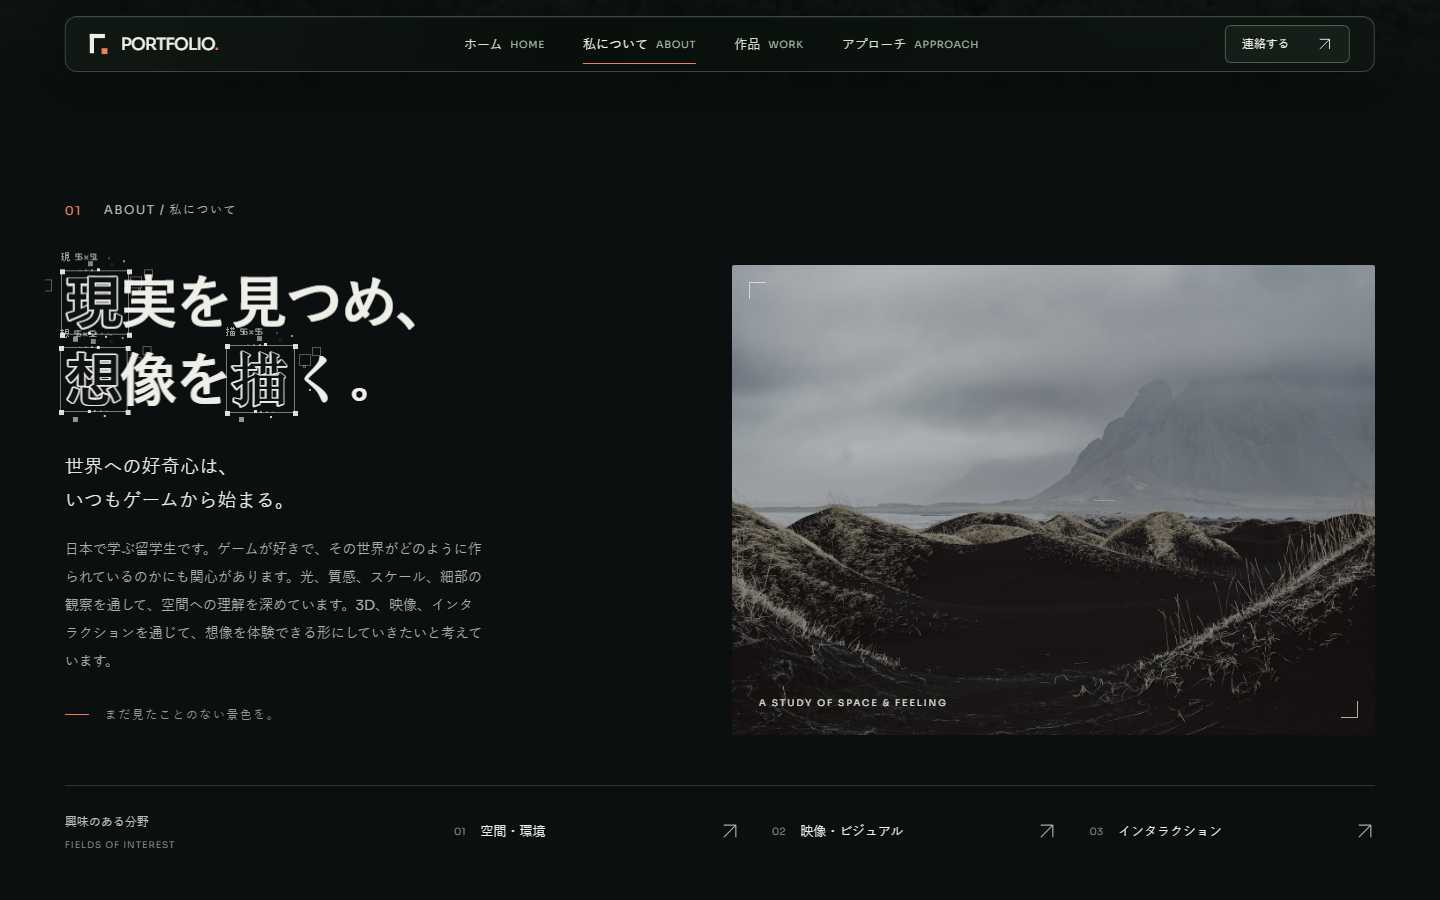 PORTFOLIO.
ホーム HOME
私について ABOUT
作品 WORK
アプローチ APPROACH
連絡する
01 ABOUT / 私について
現実を見つめ、
想像を描く。
世界への好奇心は、
いつもゲームから始まる。
日本で学ぶ留学生です。ゲームが好きで、その世界がどのように作
られているのかにも関心があります。光、質感、スケール、細部の
観察を通して、空間への理解を深めています。3D、映像、インタ
ラクションを通じて、想像を体験できる形にしていきたいと考えて
います。
まだ見たことのない景色を。
A STUDY OF SPACE & FEELING
興味のある分野
FIELDS OF INTEREST
01 空間・環境
02 映像・ビジュアル
03 インタラクション